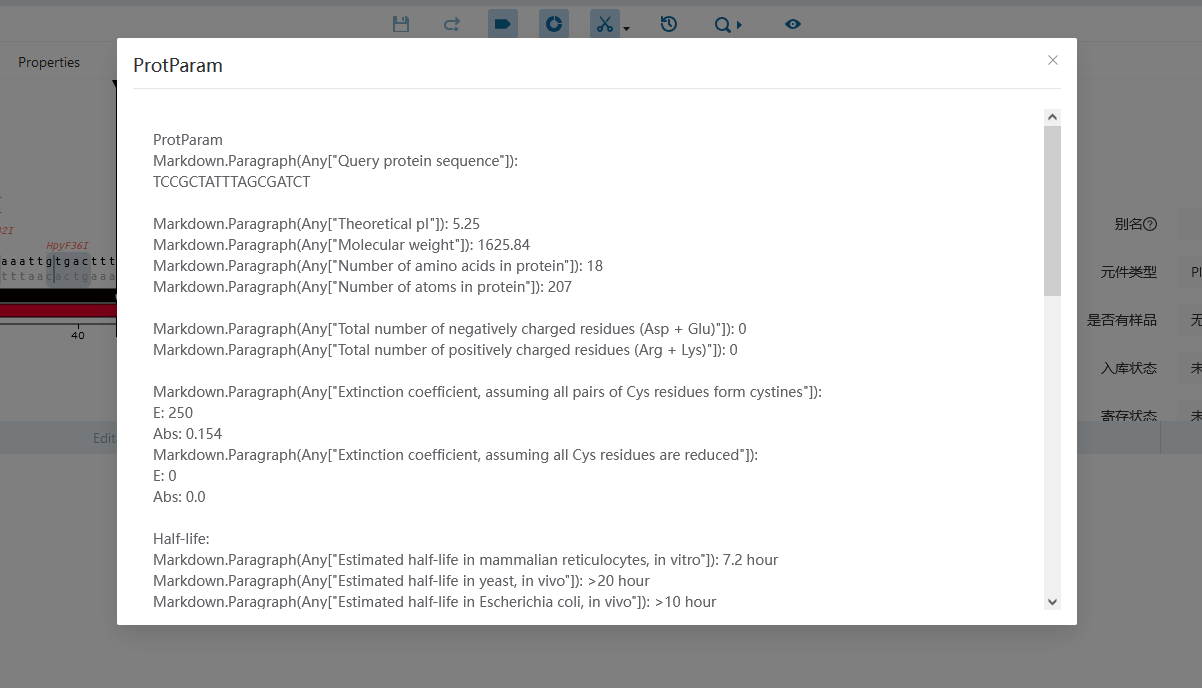 Properties
ProtParam
ProtParam
Markdown.Paragraph(Any["Query protein sequence"]):
TCCGCTATTTAGCGATCT
Markdown.Paragraph(Any["Theoretical pI"]): 5.25
Markdown.Paragraph(Any["Molecular weight"]): 1625.84
Markdown.Paragraph(Any["Number of amino acids in protein"]): 18
Markdown.Paragraph(Any["Number of atoms in protein"]): 207
Markdown.Paragraph(Any["Total number of negatively charged residues (Asp + Glu)"]): 0
Markdown.Paragraph(Any["Total number of positively charged residues (Arg + Lys)"]): 0
Markdown.Paragraph(Any["Extinction coefficient, assuming all pairs of Cys residues form cystines"]):
E: 250
Abs: 0.154
Markdown.Paragraph(Any["Extinction coefficient, assuming all Cys residues are reduced"]):
E: 0
Abs: 0.0
Half-life:
Markdown.Paragraph(Any["Estimated half-life in mammalian reticulocytes, in vitro"]): 7.2 hour
Markdown.Paragraph(Any["Estimated half-life in yeast, in vivo"]): >20 hour
Markdown.Paragraph(Any["Estimated half-life in Escherichia coli, in vivo"]): >10 hour
2I
HpyF36I
aaattgtgacttt
tttaacactgaaa
40
Edit
别名
元件类型 Pl
是否有样品 无
入库状态 未
寄存状态 未